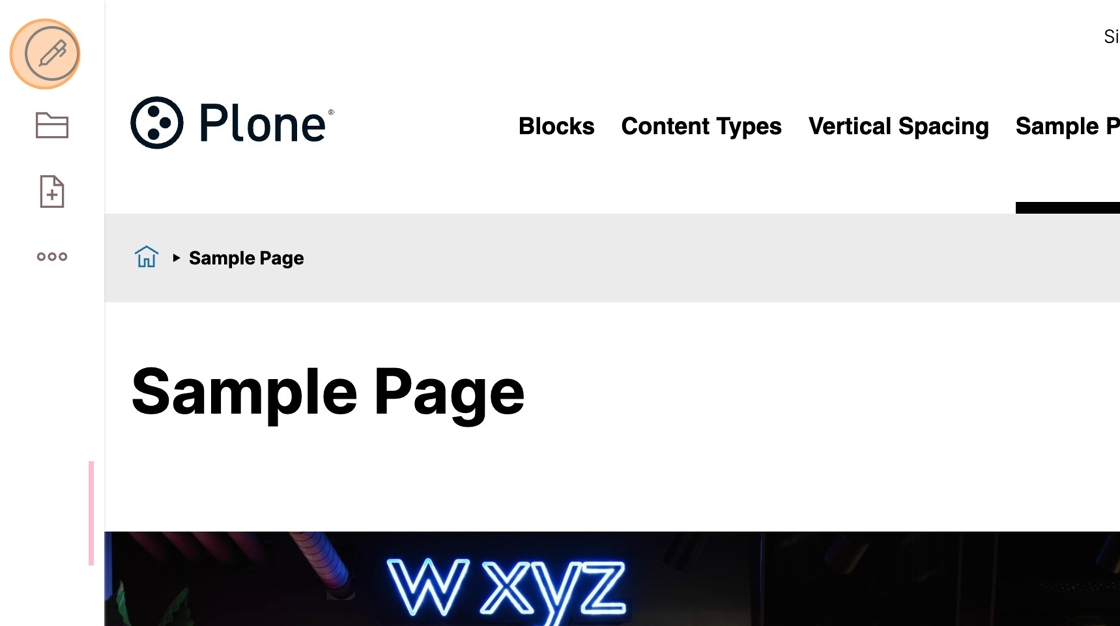 Si
Plone®
Blocks Content Types Vertical Spacing Sample P
Sample Page
Sample Page
W xyz